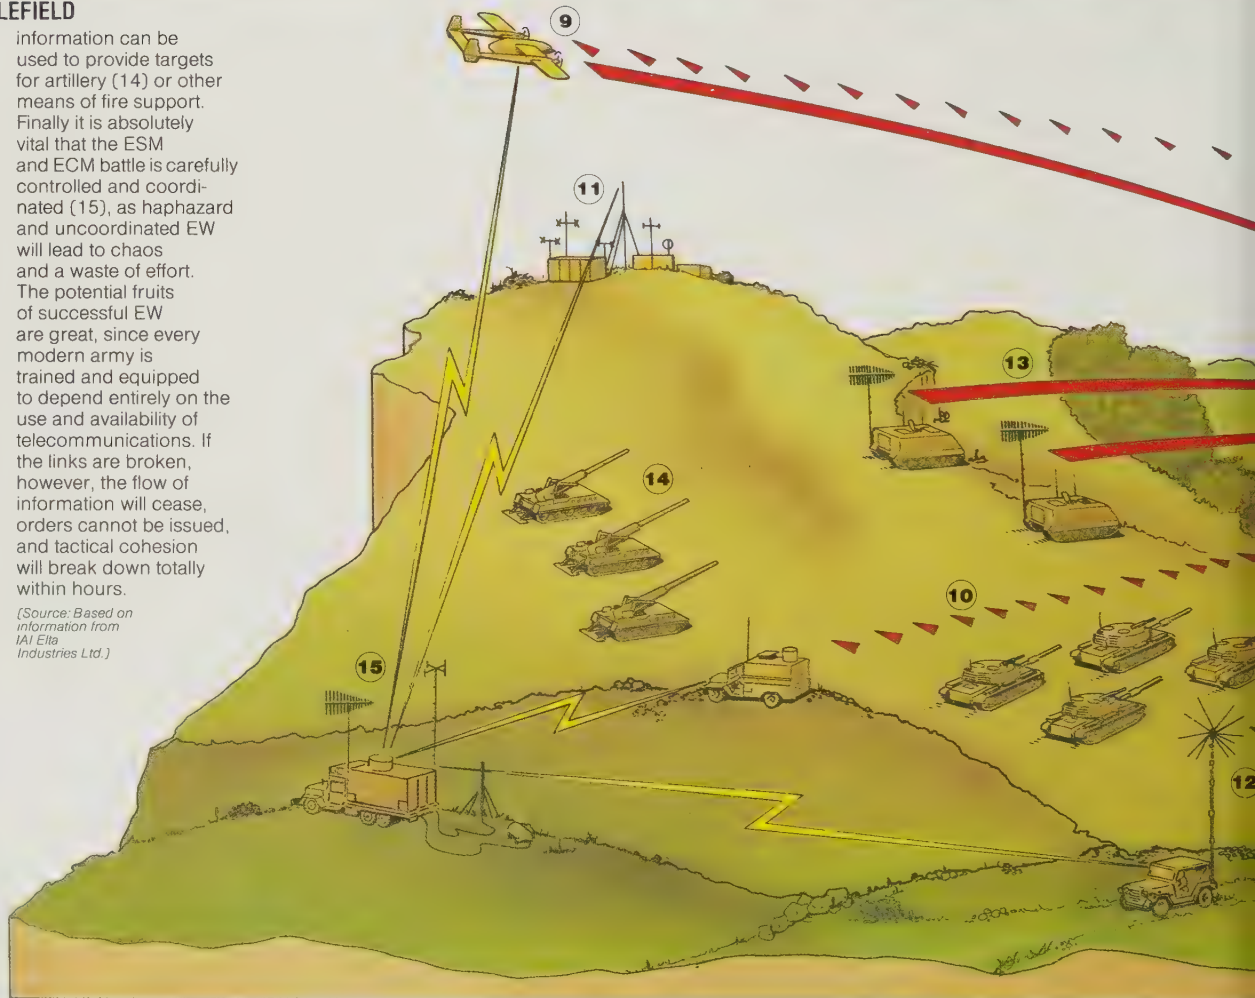 LEFIELD
information can be
used to provide targets
for artillery (14) or other
means of fire support.
Finally it is absolutely
vital that the ESM
and ECM battle is carefully
controlled and coordi-
nated (15), as haphazard
and uncoordinated EW
will lead to chaos
and a waste of effort.
The potential fruits
of successful EW
are great, since every
modern army is
trained and equipped
to depend entirely on the
use and availability of
telecommunications. If
the links are broken,
however, the flow of
information will cease,
orders cannot be issued,
and tactical cohesion
will break down totally
within hours.
(Source: Based on
information from
IAI Elta
Industries Ltd.)
9
11
13
14
10
15
12